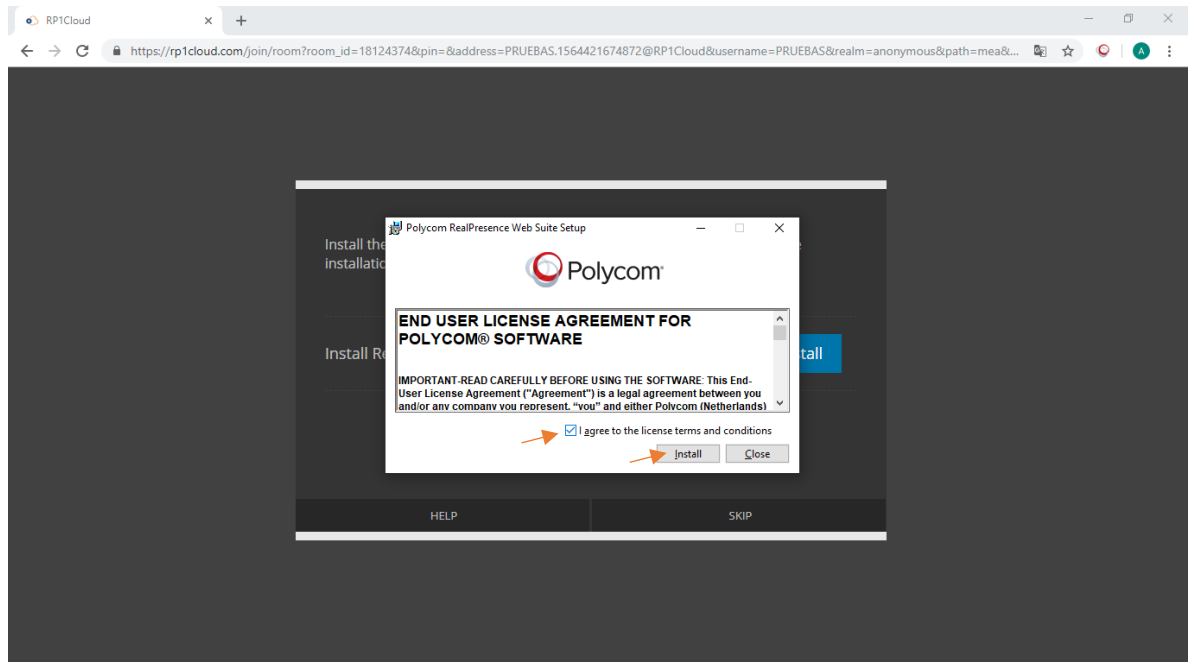 RP1Cloud
https://rp1cloud.com/join/room?room_id=18124374&pin=&address=PRUEBAS.1564421674872@RP1Cloud&username=PRUEBAS&realm=anonymous&path=mea&...
A
Polycom RealPresence Web Suite Setup
Install the
installatio
Polycom
END USER LICENSE AGREEMENT FOR
POLYCOM® SOFTWARE
Install Re
tall
IMPORTANT-READ CAREFULLY BEFORE USING THE SOFTWARE: This End-
User License Agreement ("Agreement") is a legal agreement between you
and/or any company you represent, “you” and either Polycom (Netherlands)
I agree to the license terms and conditions
Install Close
HELP SKIP